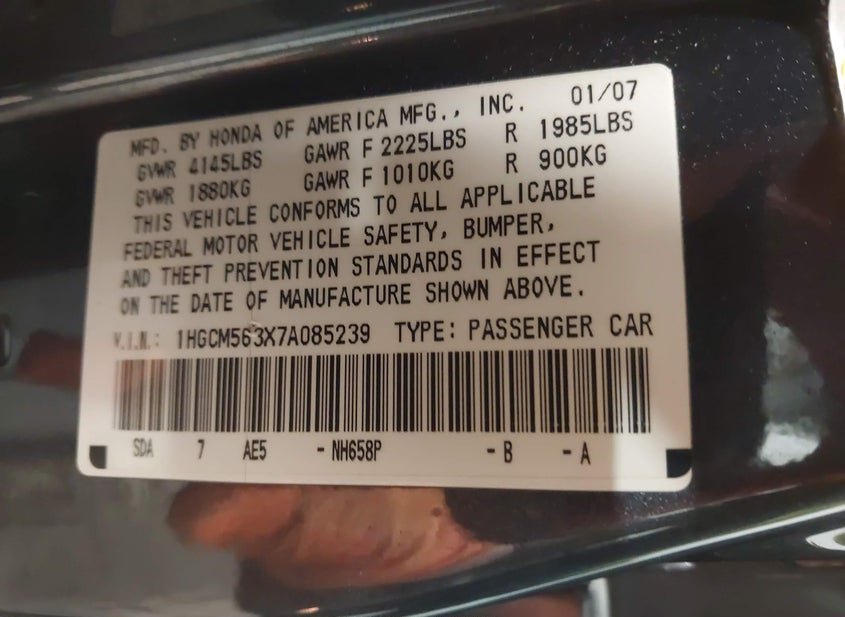 MFD. BY HONDA OF AMERICA MFG., INC. 01/07
GVWR 4145LBS GAWR F 2225LBS R 1985LBS
GVWR 1880KG GAWR F 1010KG R 900KG
THIS VEHICLE CONFORMS TO ALL APPLICABLE
FEDERAL MOTOR VEHICLE SAFETY, BUMPER,
AND THEFT PREVENTION STANDARDS IN EFFECT
ON THE DATE OF MANUFACTURE SHOWN ABOVE.
V.I.N.: 1HGCM563X7A085239 TYPE: PASSENGER CAR
SDA 7 AE5 - NH658P - B - A